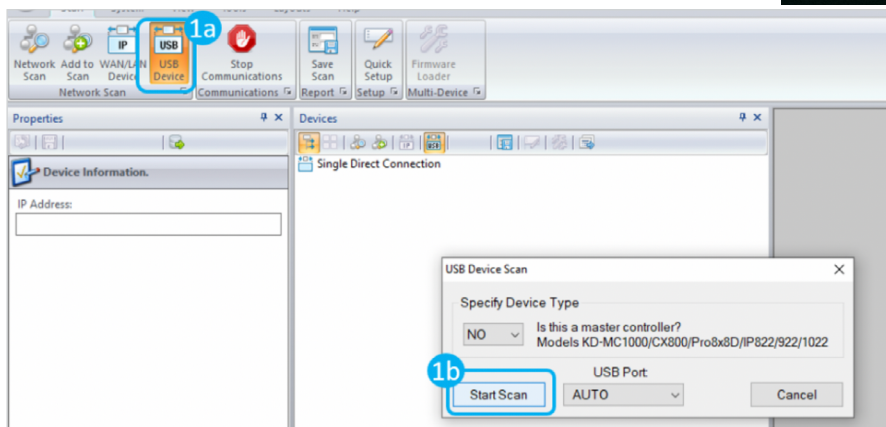 1a
IP USB
Network Add to WAN/LAN USB Stop Save Quick Firmware
Scan Scan Device Device Communications Scan Setup Loader
Network Scan Communications Report Setup Multi-Device
Properties Devices
Single Direct Connection
Device Information.
IP Address:
USB Device Scan
Specify Device Type
NO Is this a master controller?
Models KD-MC1000/CX800/Pro8x8D/IP822/922/1022
1b
USB Port
Start Scan AUTO Cancel